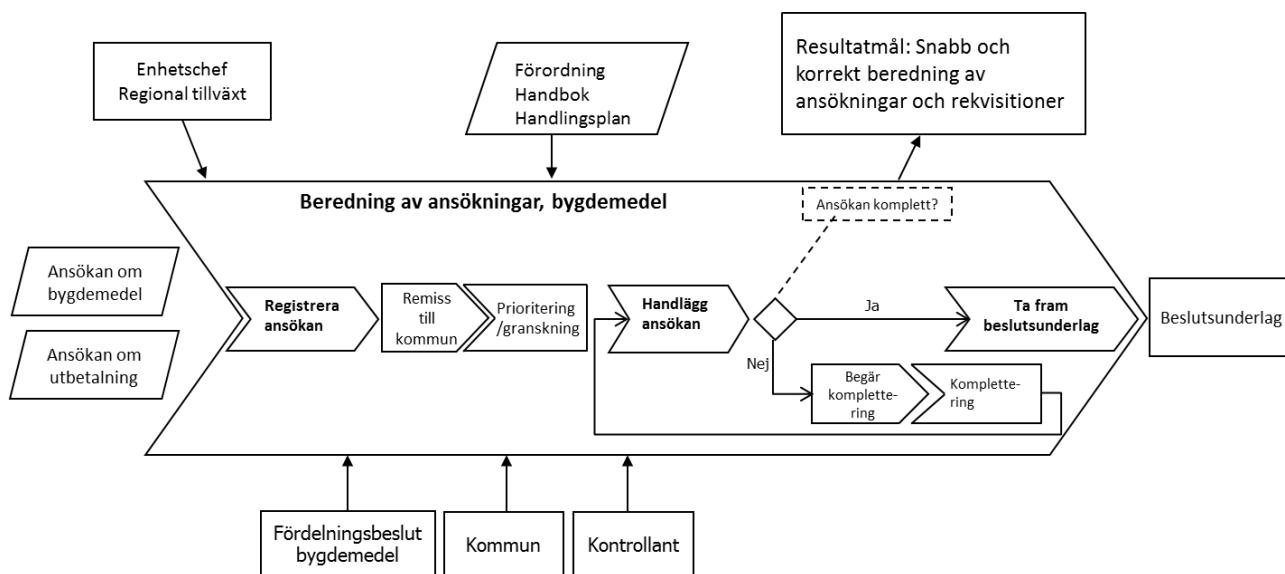 Enhetschef
Regional tillväxt
Förordning
Handbok
Handlingsplan
Resultatmål: Snabb och
korrekt beredning av
ansökningar och rekvisitioner
Beredning av ansökningar, bygdemedel
Ansökan komplett?
Ansökan om
bygdemedel
Ansökan om
utbetalning
Registrera
ansökan
Remiss
till
kommun
Prioritering
/granskning
Handlägg
ansökan
Ja
Nej
Ta fram
beslutsunderlag
Beslutsunderlag
Begär
komplette-
ring
Komplette-
ring
Fördelningsbeslut
bygdemedel
Kommun
Kontrollant